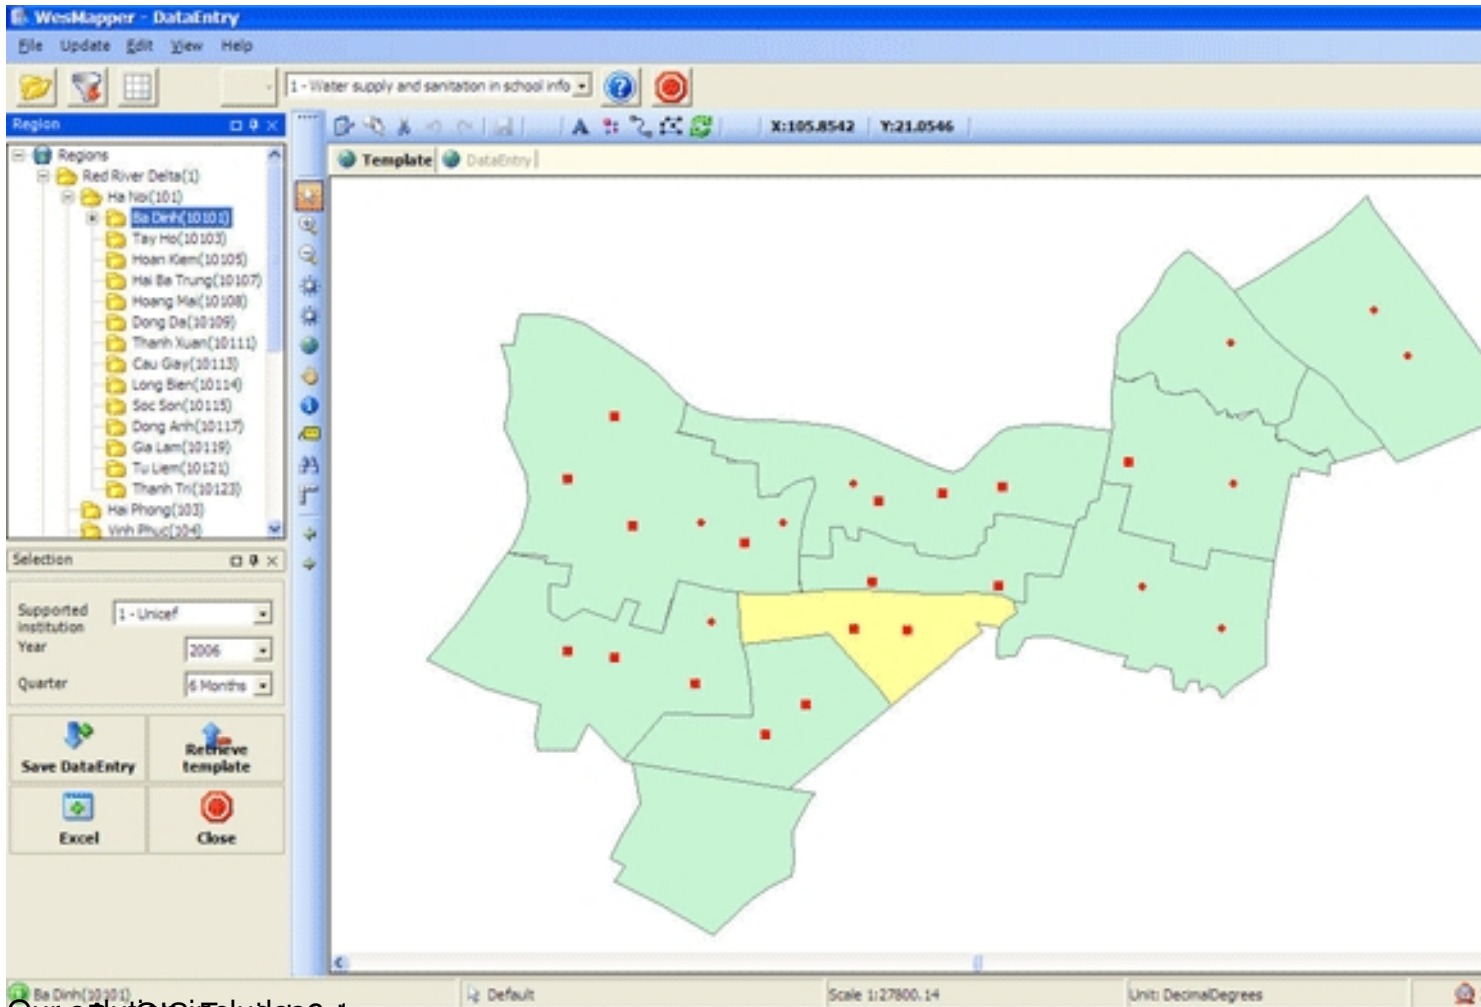 WesMapper - DataEntry
File Update Edit View Help
1 - Water supply and sanitation in school info
Region
X:105.8542 Y:21.0546
Template DataEntry
Regions
Red River Delta(1)
Ha Noi(101)
Ba Dinh(10101)
Tay Ho(10103)
Hoan Kiem(10105)
Hai Ba Trung(10107)
Hoang Mai(10108)
Dong Da(10109)
Thanh Xuan(10111)
Cau Giay(10113)
Long Bien(10114)
Soc Son(10115)
Dong Anh(10117)
Gia Lam(10119)
Tu Liem(10121)
Thanh Tri(10123)
Hai Phong(103)
Vinh Phuc(104)
Selection
Supported institution
1 - Unicef
Year
2006
Quarter
6 Months
Save DataEntry
Retrieve template
Excel
Close
Ba Dinh(10101)
Default
Scale 1:27800.14
Unit: DecimalDegrees